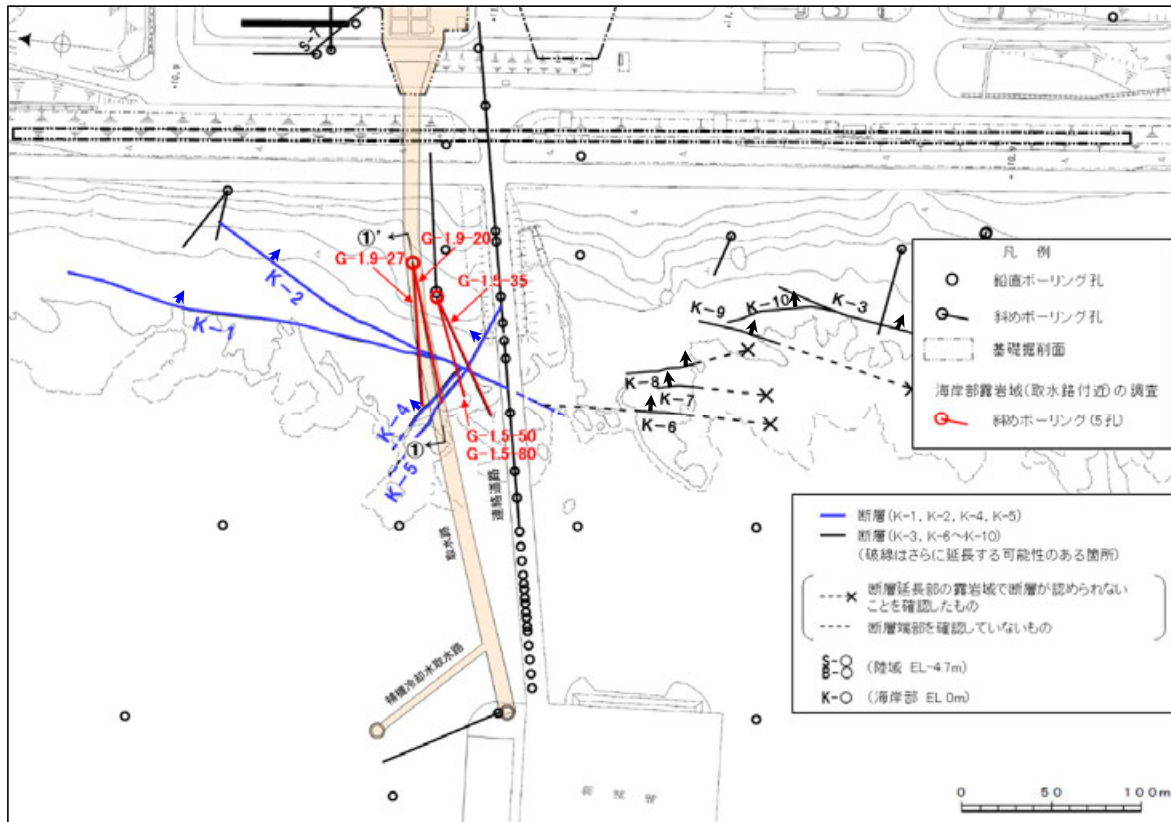 S-7
10.9
①'
G-1.9-20
G-1.9-27
G-1.5-35
K-2
K-1
K-10
K-3
K-9
K-8
K-7
K-6
K-4
K-5
①
G-1.5-50
G-1.5-80
取水路
連絡道路
補機冷却水取水路
凡 例
鉛直ボーリング孔
斜めボーリング孔
基礎掘削面
海岸部露岩域(取水路付近)の調査
斜めボーリング(5孔)
断層(K-1, K-2, K-4, K-5)
断層(K-3, K-6~K-10)
(破線はさらに延長する可能性のある箇所)
断層延長部の露岩域で断層が認められない
ことを確認したもの
断層端部を確認していないもの
S-○
B-○
(陸域 EL-4.7m)
K-○ (海岸部 EL 0m)
0 50 100m